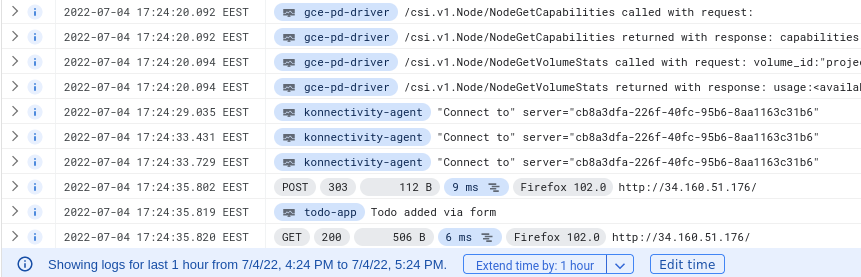 2022-07-04 17:24:20.092 EEST gce-pd-driver /csi.v1.Node/NodeGetCapabilities called with request:
2022-07-04 17:24:20.092 EEST gce-pd-driver /csi.v1.Node/NodeGetCapabilities returned with response: capabilities
2022-07-04 17:24:20.094 EEST gce-pd-driver /csi.v1.Node/NodeGetVolumeStats called with request: volume_id:"proje
2022-07-04 17:24:20.094 EEST gce-pd-driver /csi.v1.Node/NodeGetVolumeStats returned with response: usage:<availa
2022-07-04 17:24:29.035 EEST konnectivity-agent "Connect to" server="cb8a3dfa-226f-40fc-95b6-8aa1163c31b6"
2022-07-04 17:24:33.431 EEST konnectivity-agent "Connect to" server="cb8a3dfa-226f-40fc-95b6-8aa1163c31b6"
2022-07-04 17:24:33.729 EEST konnectivity-agent "Connect to" server="cb8a3dfa-226f-40fc-95b6-8aa1163c31b6"
2022-07-04 17:24:35.802 EEST POST 303 112 B 9 ms Firefox 102.0 http://34.160.51.176/
2022-07-04 17:24:35.819 EEST todo-app Todo added via form
2022-07-04 17:24:35.820 EEST GET 200 506 B 6 ms Firefox 102.0 http://34.160.51.176/
Showing logs for last 1 hour from 7/4/22, 4:24 PM to 7/4/22, 5:24 PM. Extend time by: 1 hour Edit time